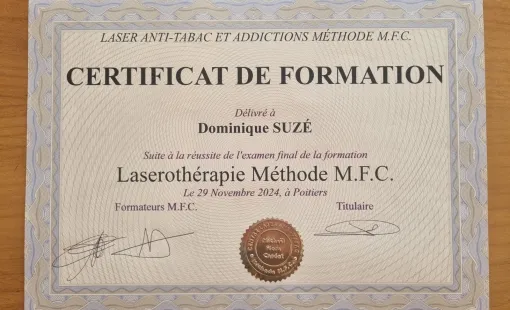 LASER ANTI-TABAC ET ADDICTIONS MÉTHODE M.F.C.
CERTIFICAT DE FORMATION
Délivré à
Dominique SUZÉ
Suite à la réussite de l'examen final de la formation
Laserothérapie Méthode M.F.C.
Le 29 Novembre 2024, à Poitiers
Formateurs M.F.C.
Titulaire